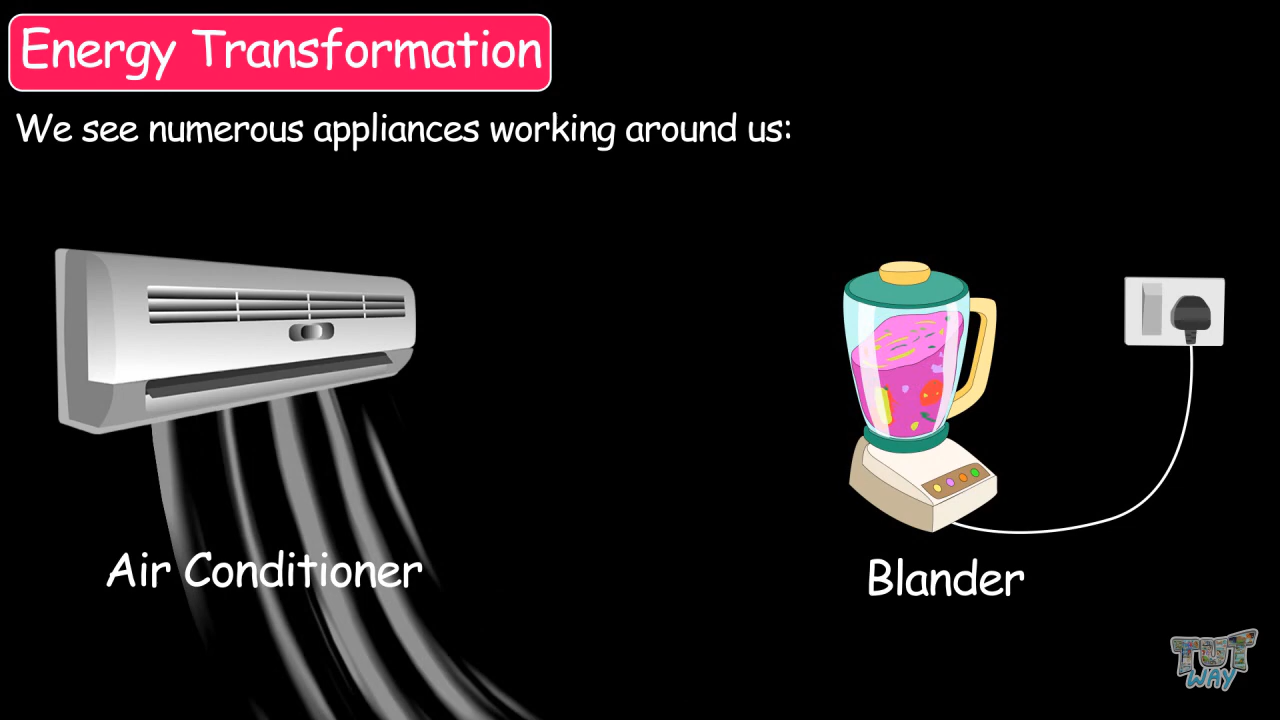 Energy Transformation
We see numerous appliances working around us:
Air Conditioner
Blander
TUT
WAY